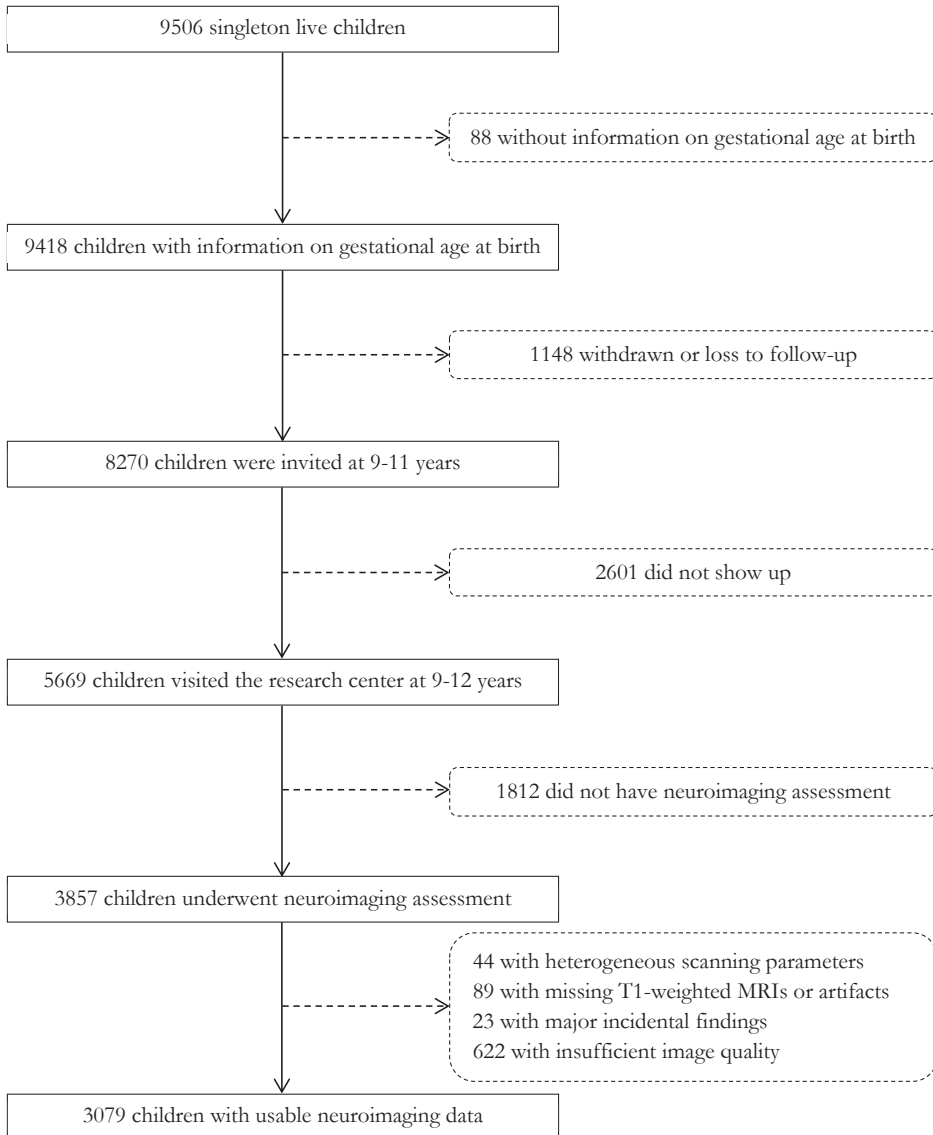 9506 singleton live children
88 without information on gestational age at birth
9418 children with information on gestational age at birth
1148 withdrawn or loss to follow-up
8270 children were invited at 9-11 years
2601 did not show up
5669 children visited the research center at 9-12 years
1812 did not have neuroimaging assessment
3857 children underwent neuroimaging assessment
44 with heterogeneous scanning parameters
89 with missing T1-weighted MRIs or artifacts
23 with major incidental findings
622 with insufficient image quality
3079 children with usable neuroimaging data